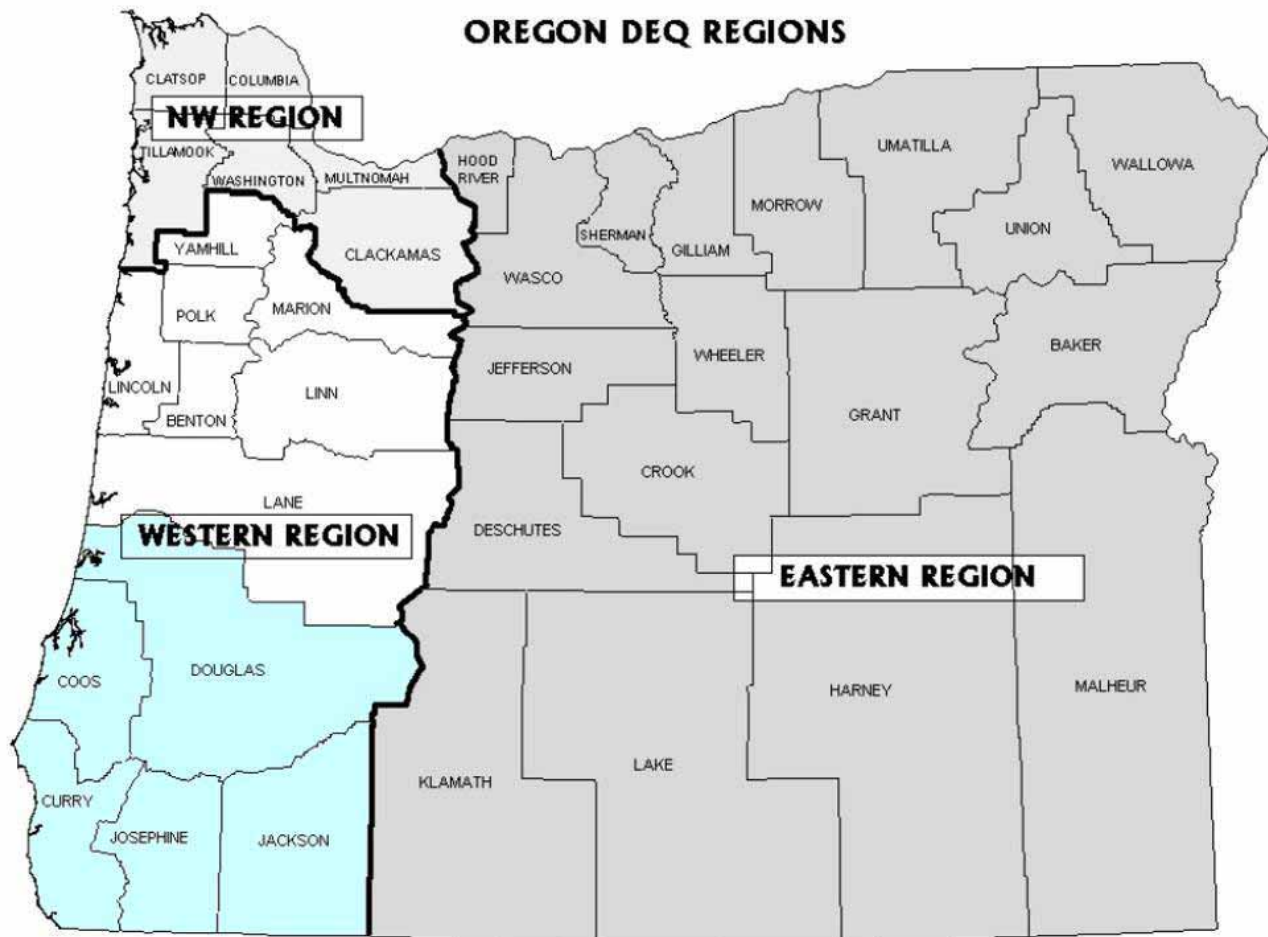 OREGON DEQ REGIONS
CLATSOP
COLUMBIA
NW REGION
TILLAMOOK
WASHINGTON
MULTNOMAH
HOOD
RIVER
UMATILLA
WALLOWA
MORROW
UNION
SHERMAN
GILLIAM
YAMHILL
CLACKAMAS
WASCO
POLK
MARION
BAKER
WHEELER
JEFFERSON
LINCOLN
LINN
GRANT
BENTON
CROOK
LANE
DESCHUTES
WESTERN REGION
EASTERN REGION
COOS
DOUGLAS
HARNEY
MALHEUR
LAKE
KLAMATH
CURRY
JOSEPHINE
JACKSON